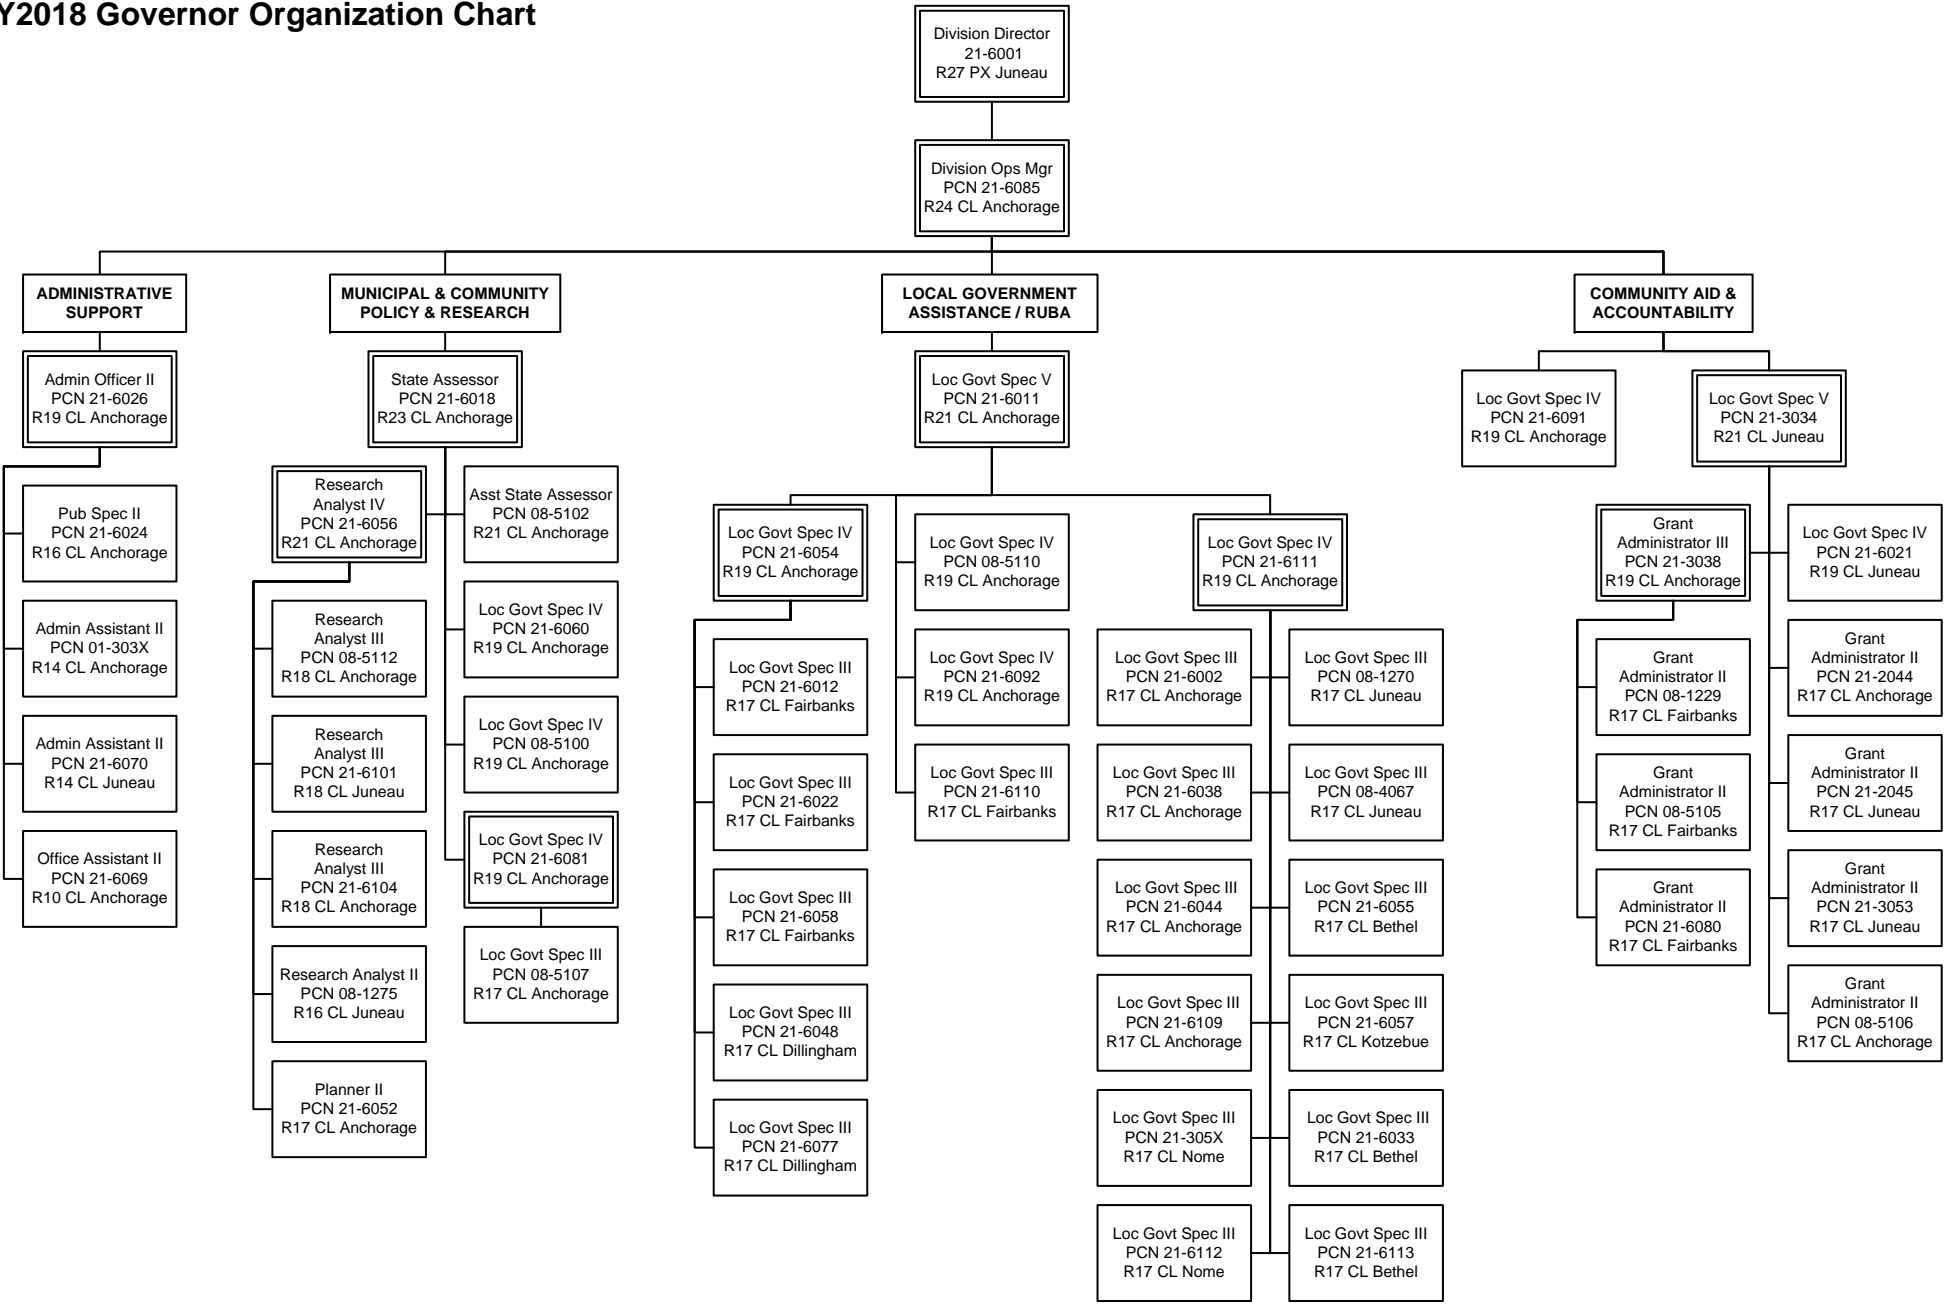 Y2018 Governor Organization Chart
Division Director
21-6001
R27 PX Juneau
Division Ops Mgr
PCN 21-6085
R24 CL Anchorage
ADMINISTRATIVE
SUPPORT
Admin Officer II
PCN 21-6026
R19 CL Anchorage
Pub Spec II
PCN 21-6024
R16 CL Anchorage
Admin Assistant II
PCN 01-303X
R14 CL Anchorage
Admin Assistant II
PCN 21-6070
R14 CL Juneau
Office Assistant II
PCN 21-6069
R10 CL Anchorage
MUNICIPAL & COMMUNITY
POLICY & RESEARCH
State Assessor
PCN 21-6018
R23 CL Anchorage
Research
Analyst IV
PCN 21-6056
R21 CL Anchorage
Research
Analyst III
PCN 08-5112
R18 CL Anchorage
Research
Analyst III
PCN 21-6101
R18 CL Juneau
Research
Analyst III
PCN 21-6104
R18 CL Anchorage
Research Analyst II
PCN 08-1275
R16 CL Juneau
Planner II
PCN 21-6052
R17 CL Anchorage
Asst State Assessor
PCN 08-5102
R21 CL Anchorage
Loc Govt Spec IV
PCN 21-6060
R19 CL Anchorage
Loc Govt Spec IV
PCN 08-5100
R19 CL Anchorage
Loc Govt Spec IV
PCN 21-6081
R19 CL Anchorage
Loc Govt Spec III
PCN 08-5107
R17 CL Anchorage
LOCAL GOVERNMENT
ASSISTANCE / RUBA
Loc Govt Spec V
PCN 21-6011
R21 CL Anchorage
Loc Govt Spec IV
PCN 21-6054
R19 CL Anchorage
Loc Govt Spec III
PCN 21-6012
R17 CL Fairbanks
Loc Govt Spec III
PCN 21-6022
R17 CL Fairbanks
Loc Govt Spec III
PCN 21-6058
R17 CL Fairbanks
Loc Govt Spec III
PCN 21-6048
R17 CL Dillingham
Loc Govt Spec III
PCN 21-6077
R17 CL Dillingham
Loc Govt Spec IV
PCN 08-5110
R19 CL Anchorage
Loc Govt Spec IV
PCN 21-6092
R19 CL Anchorage
Loc Govt Spec III
PCN 21-6110
R17 CL Fairbanks
Loc Govt Spec IV
PCN 21-6111
R19 CL Anchorage
Loc Govt Spec III
PCN 21-6002
R17 CL Anchorage
Loc Govt Spec III
PCN 21-6038
R17 CL Anchorage
Loc Govt Spec III
PCN 21-6044
R17 CL Anchorage
Loc Govt Spec III
PCN 21-6109
R17 CL Anchorage
Loc Govt Spec III
PCN 21-305X
R17 CL Nome
Loc Govt Spec III
PCN 21-6112
R17 CL Nome
Loc Govt Spec III
PCN 08-1270
R17 CL Juneau
Loc Govt Spec III
PCN 08-4067
R17 CL Juneau
Loc Govt Spec III
PCN 21-6055
R17 CL Bethel
Loc Govt Spec III
PCN 21-6057
R17 CL Kotzebue
Loc Govt Spec III
PCN 21-6033
R17 CL Bethel
Loc Govt Spec III
PCN 21-6113
R17 CL Bethel
COMMUNITY AID &
ACCOUNTABILITY
Loc Govt Spec IV
PCN 21-6091
R19 CL Anchorage
Loc Govt Spec V
PCN 21-3034
R21 CL Juneau
Grant
Administrator III
PCN 21-3038
R19 CL Anchorage
Grant
Administrator II
PCN 08-1229
R17 CL Fairbanks
Grant
Administrator II
PCN 08-5105
R17 CL Fairbanks
Grant
Administrator II
PCN 21-6080
R17 CL Fairbanks
Loc Govt Spec IV
PCN 21-6021
R19 CL Juneau
Grant
Administrator II
PCN 21-2044
R17 CL Anchorage
Grant
Administrator II
PCN 21-2045
R17 CL Juneau
Grant
Administrator II
PCN 21-3053
R17 CL Juneau
Grant
Administrator II
PCN 08-5106
R17 CL Anchorage